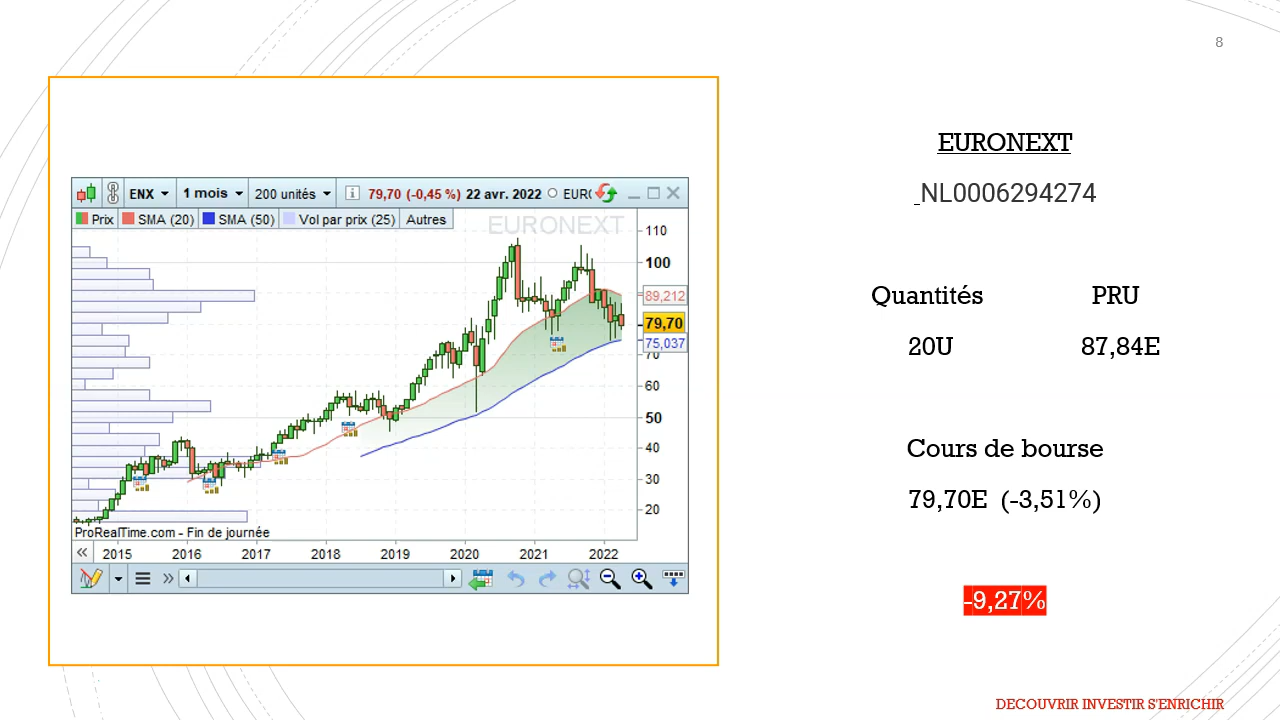 8
ENX 1 mois 200 unités 79,70 (-0,45 %) 22 avr. 2022 EUR(
Prix SMA (20) SMA (50) Vol par prix (25) Autres
EURONEXT
110
100
89,212
79,70
75,037
70
60
50
40
30
20
ProRealTime.com - Fin de journée
2015 2016 2017 2018 2019 2020 2021 2022
EURONEXT
NL0006294274
Quantités PRU
20U 87,84E
Cours de bourse
79,70E (-3,51%)
-9,27%
DECOUVRIR INVESTIR S'ENRICHIR